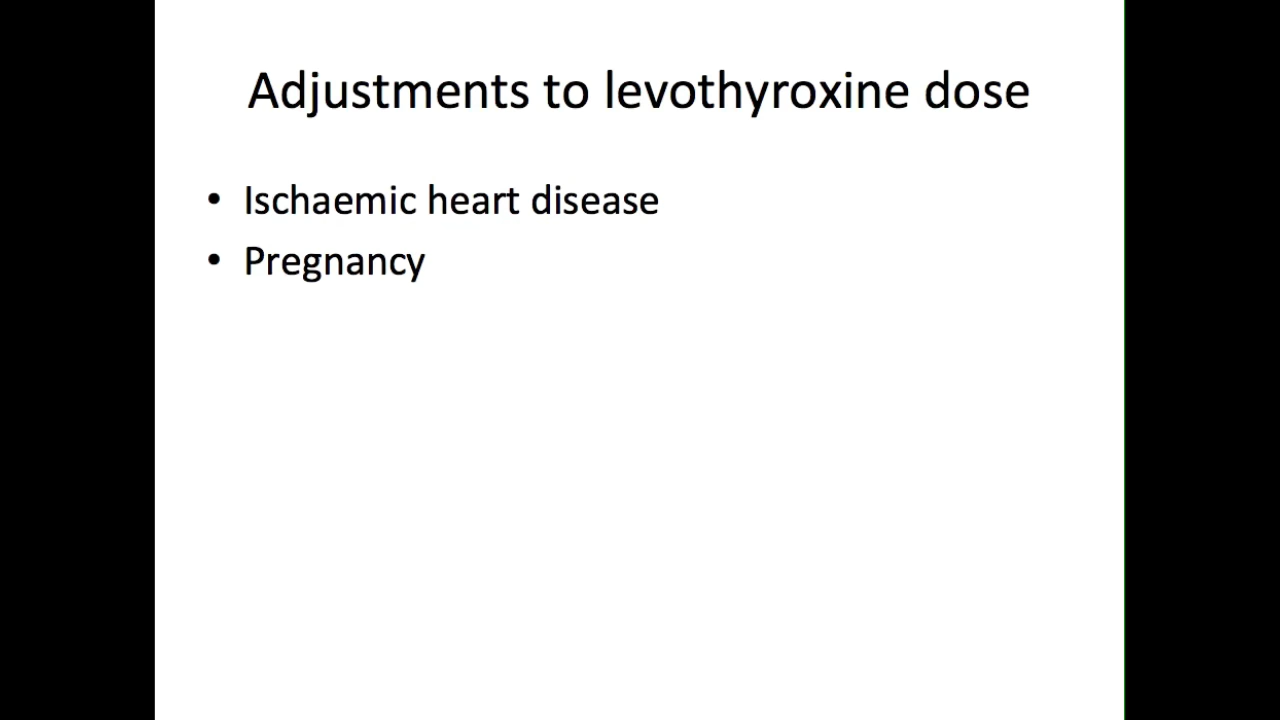 Adjustments to levothyroxine dose
• Ischaemic heart disease
• Pregnancy